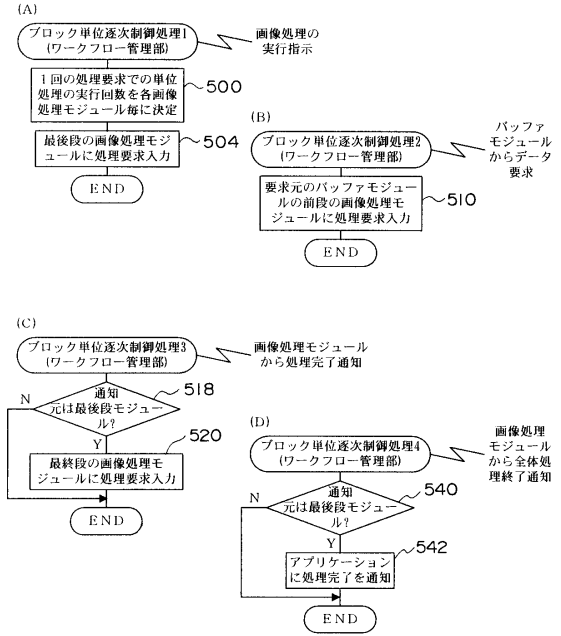 (A)
ブロック単位逐次制御処理1
(ワークフロー管理部)
画像処理の
実行指示
1回の処理要求での単位
処理の実行回数を各画像
処理モジュール毎に決定
500
最後段の画像処理モジ
ュールに処理要求入力
504
END
(B)
ブロック単位逐次制御処理2
(ワークフロー管理部)
バッファ
モジュール
からデータ
要求
要求元のバッファモジュー
ルの前段の画像処理モ
ジュールに処理要求入力
510
END
(C)
ブロック単位逐次制御処理3
(ワークフロー管理部)
画像処理モジュール
から処理完了通知
通知
元は最後段モジュー
ル?
518
N
Y
最終段の画像処理モ
ジュールに処理要求入力
520
END
(D)
ブロック単位逐次制御処理4
(ワークフロー管理部)
画像処理
モジュール
から全体処
理終了通知
通知
元は最後段モジュー
ル?
540
N
Y
アプリケーション
に処理完了を通知
542
END